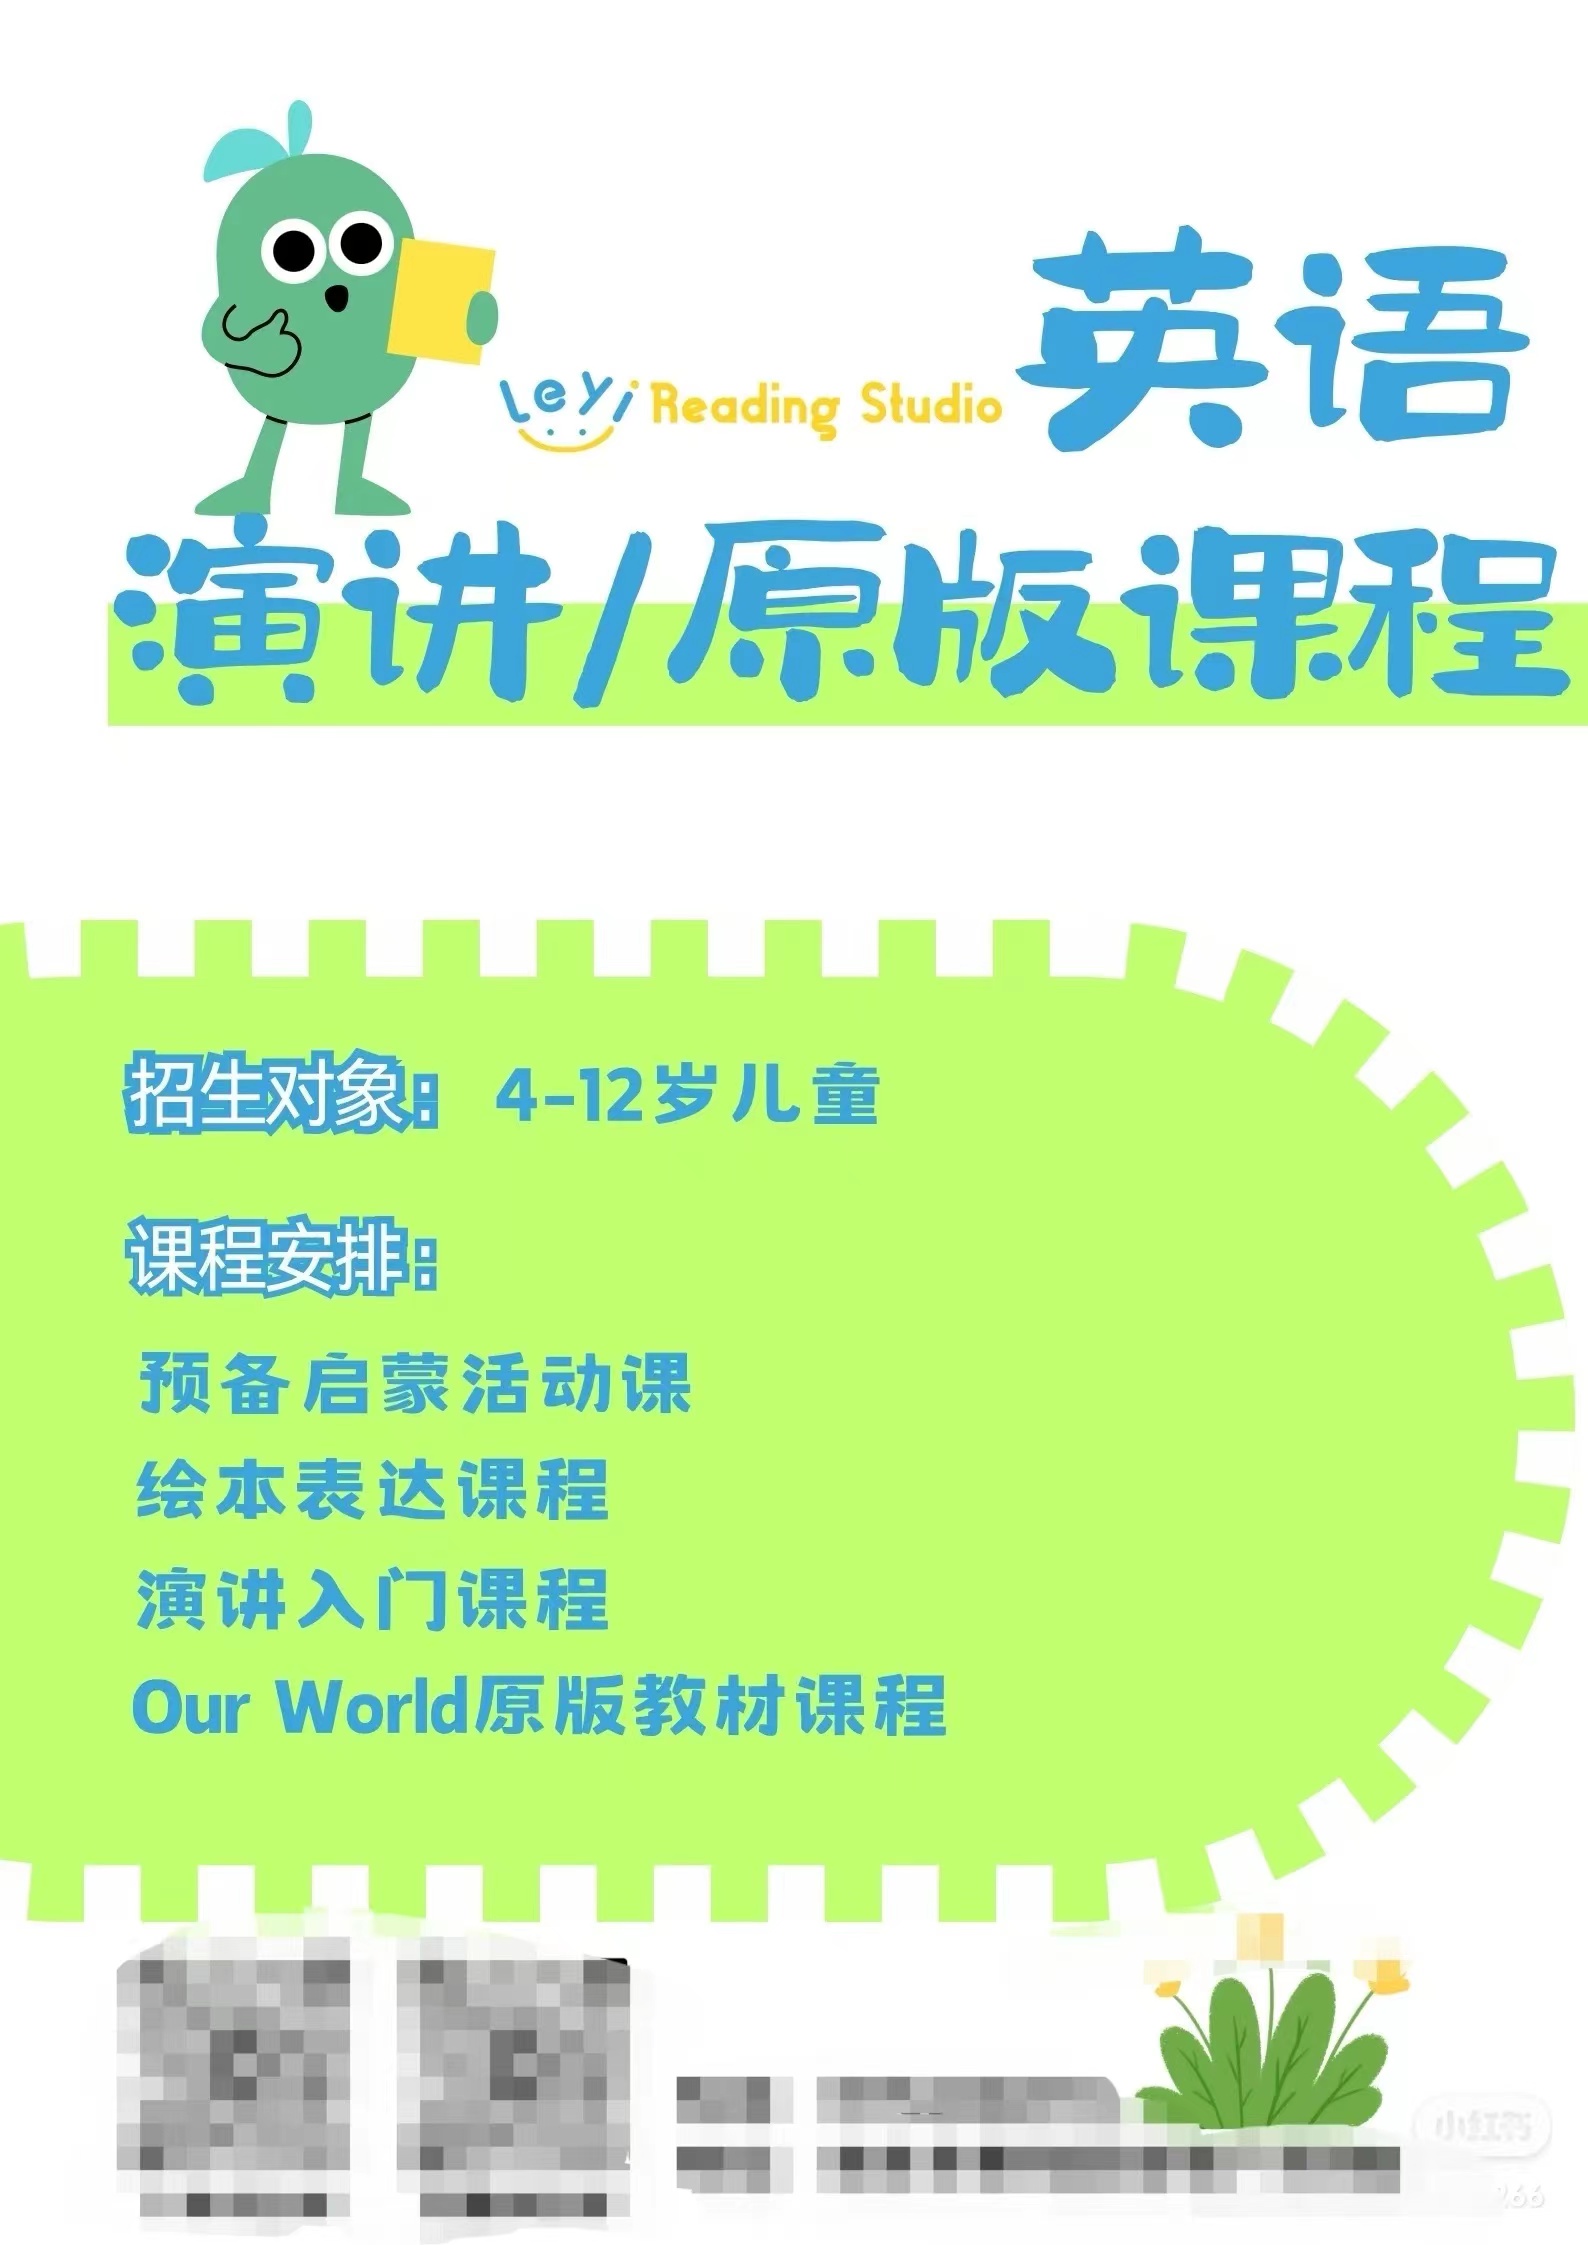 英语
Leyi Reading Studio
演讲/原版课程
招生对象： 4-12岁儿童
课程安排：
预备启蒙活动课
绘本表达课程
演讲入门课程
Our World原版教材课程
小红书